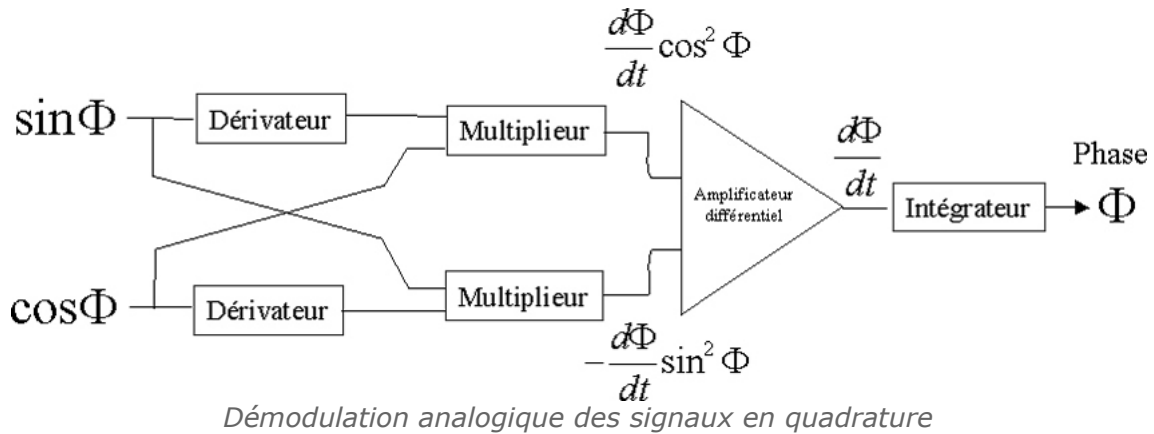 dΦ/dt cos² Φ
sinΦ
Dérivateur
Multiplieur
Amplificateur
différentiel
dΦ/dt
Intégrateur
Phase
Φ
cosΦ
Dérivateur
Multiplieur
− dΦ/dt sin² Φ
Démodulation analogique des signaux en quadrature